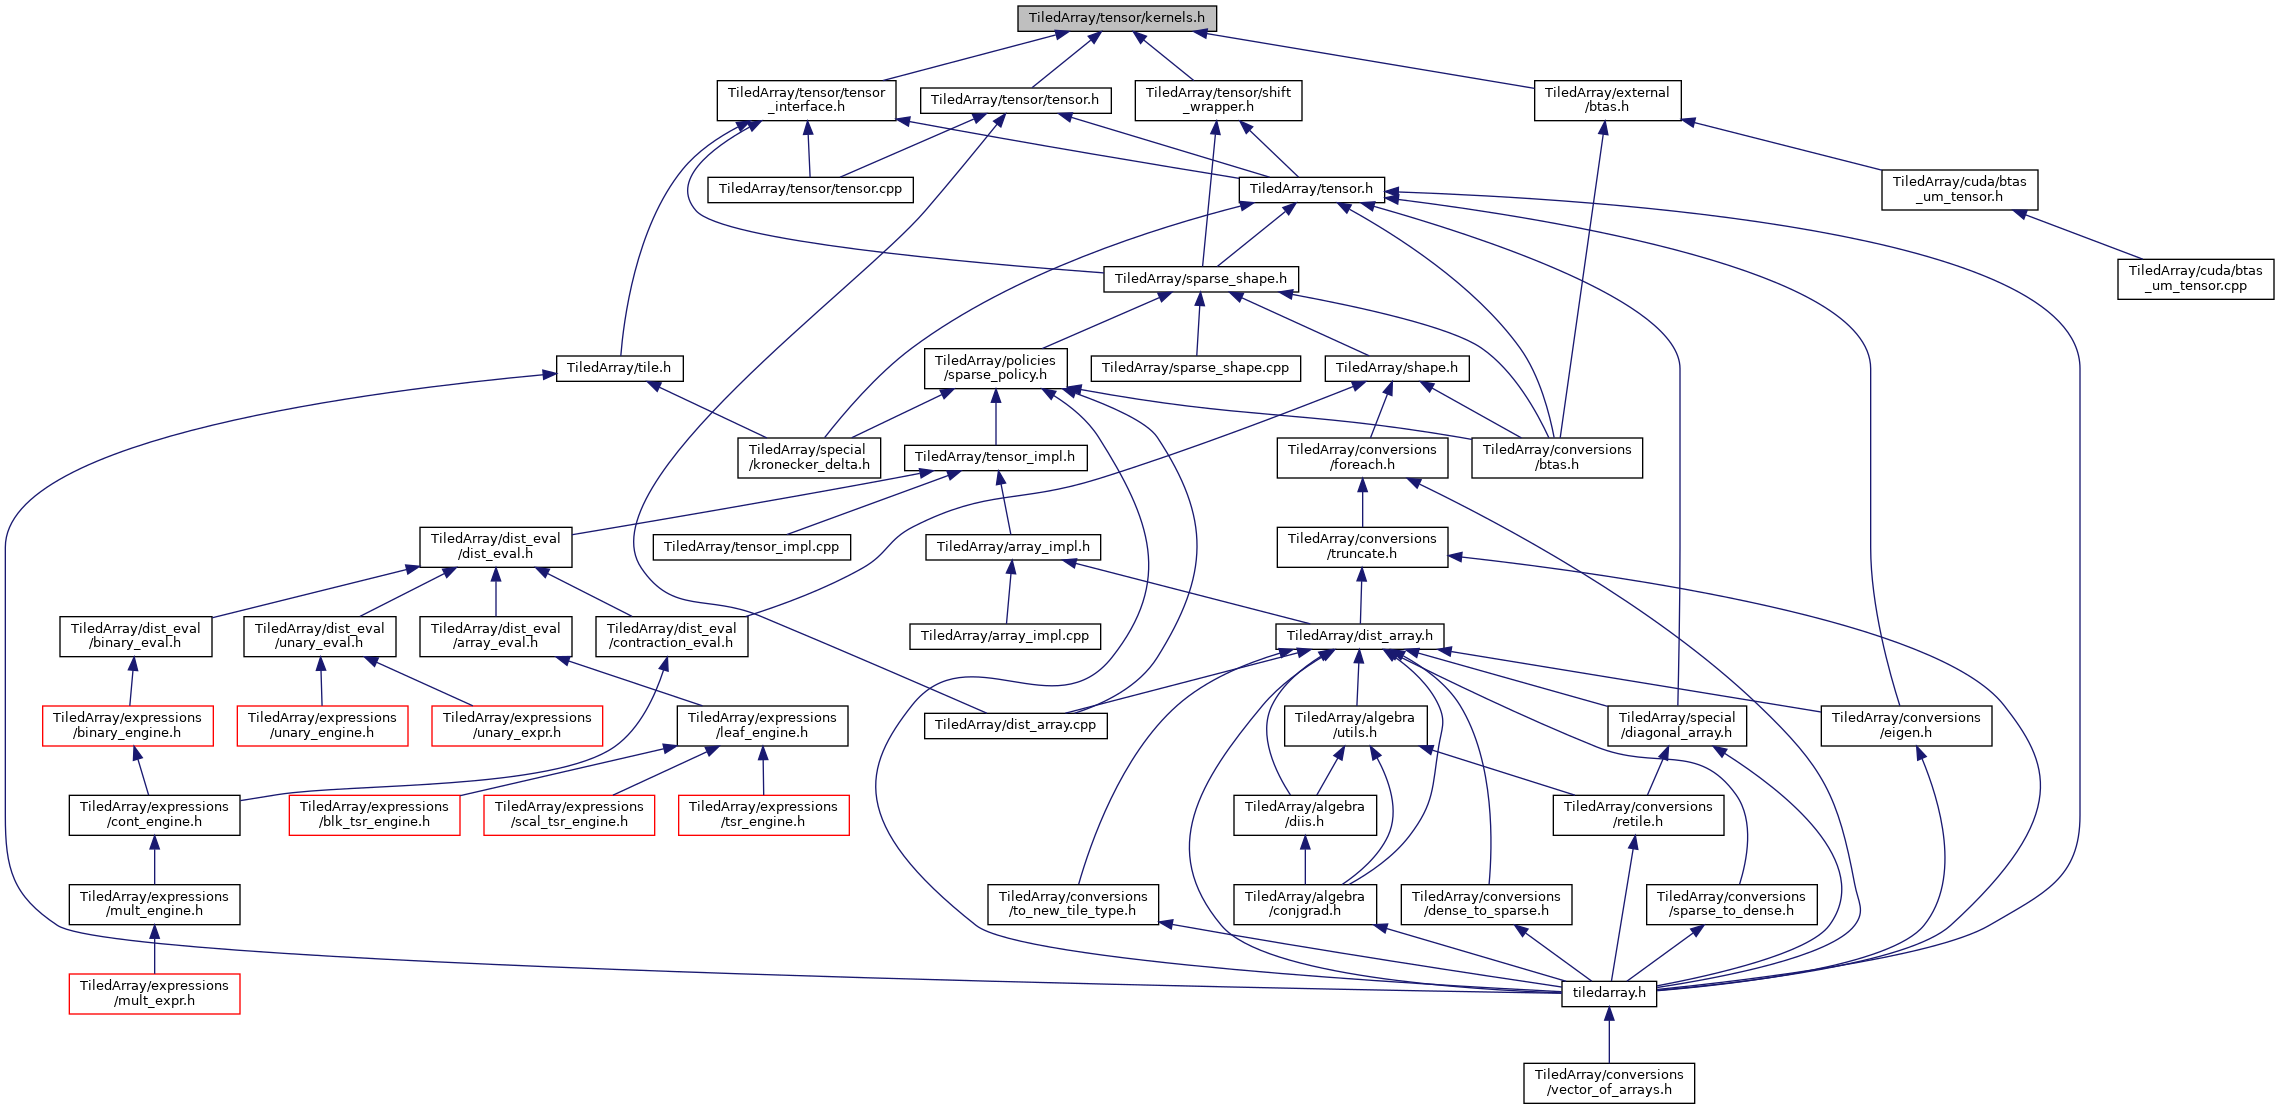 TiledArray/tensor/kernels.h
TiledArray/tensor/tensor
_interface.h
TiledArray/tensor/tensor.h
TiledArray/tensor/shift
_wrapper.h
TiledArray/external
/btas.h
TiledArray/tensor/tensor.cpp
TiledArray/tensor.h
TiledArray/cuda/btas
_um_tensor.h
TiledArray/sparse_shape.h
TiledArray/cuda/btas
_um_tensor.cpp
TiledArray/tile.h
TiledArray/policies
/sparse_policy.h
TiledArray/sparse_shape.cpp
TiledArray/shape.h
TiledArray/special
/kronecker_delta.h
TiledArray/tensor_impl.h
TiledArray/conversions
/foreach.h
TiledArray/conversions
/btas.h
TiledArray/dist_eval
/dist_eval.h
TiledArray/tensor_impl.cpp
TiledArray/array_impl.h
TiledArray/conversions
/truncate.h
TiledArray/dist_eval
/binary_eval.h
TiledArray/dist_eval
/unary_eval.h
TiledArray/dist_eval
/array_eval.h
TiledArray/dist_eval
/contraction_eval.h
TiledArray/array_impl.cpp
TiledArray/dist_array.h
TiledArray/expressions
/binary_engine.h
TiledArray/expressions
/unary_engine.h
TiledArray/expressions
/unary_expr.h
TiledArray/expressions
/leaf_engine.h
TiledArray/dist_array.cpp
TiledArray/algebra
/utils.h
TiledArray/special
/diagonal_array.h
TiledArray/conversions
/eigen.h
TiledArray/expressions
/cont_engine.h
TiledArray/expressions
/blk_tsr_engine.h
TiledArray/expressions
/scal_tsr_engine.h
TiledArray/expressions
/tsr_engine.h
TiledArray/algebra
/diis.h
TiledArray/conversions
/retile.h
TiledArray/expressions
/mult_engine.h
TiledArray/conversions
/to_new_tile_type.h
TiledArray/algebra
/conjgrad.h
TiledArray/conversions
/dense_to_sparse.h
TiledArray/conversions
/sparse_to_dense.h
TiledArray/expressions
/mult_expr.h
tiledarray.h
TiledArray/conversions
/vector_of_arrays.h